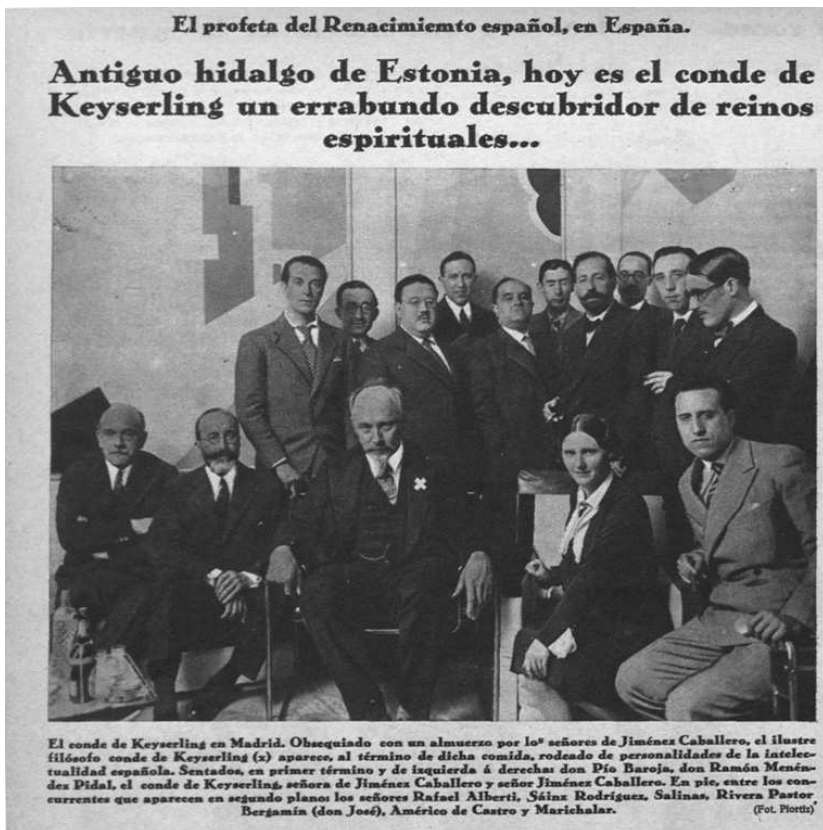 El profeta del Renacimiemto español, en España.
Antiguo hidalgo de Estonia, hoy es el conde de
Keyserling un errabundo descubridor de reinos
espirituales...
El conde de Keyserling en Madrid. Obsequiado con un almuerzo por los señores de Jiménez Caballero, el ilustre
filósofo conde de Keyserling (x) aparece, al término de dicha comida, rodeado de personalidades de la intelec-
tualidad española. Sentados, en primer término y de izquierda á derecha: don Pío Baroja, don Ramón Menén-
dez Pidal, el conde de Keyserling, señora de Jiménez Caballero y señor Jiménez Caballero. En pie, entre los con-
currentes que aparecen en segundo plano: los señores Rafael Alberti, Sáinz Rodríguez, Salinas, Rivera Pastor
Bergamín (don José), Américo de Castro y Marichalar. (Fot. Piortiz)